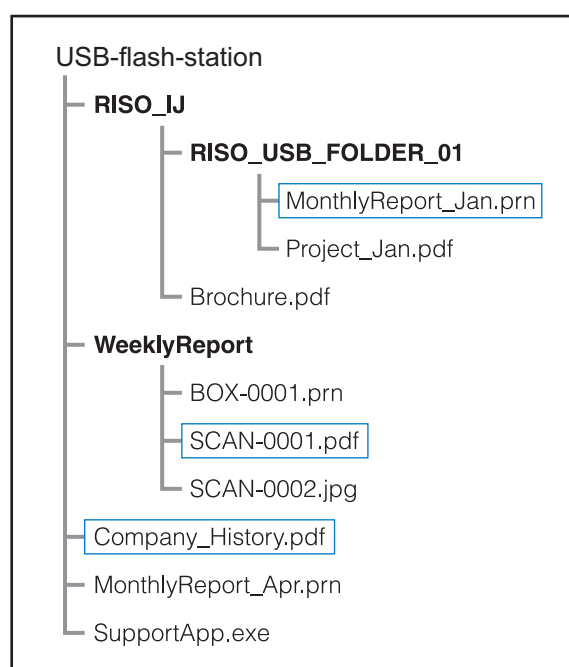 USB-flash-station
RISO_IJ
RISO_USB_FOLDER_01
MonthlyReport_Jan.prn
Project_Jan.pdf
Brochure.pdf
WeeklyReport
BOX-0001.prn
SCAN-0001.pdf
SCAN-0002.jpg
Company_History.pdf
MonthlyReport_Apr.prn
SupportApp.exe